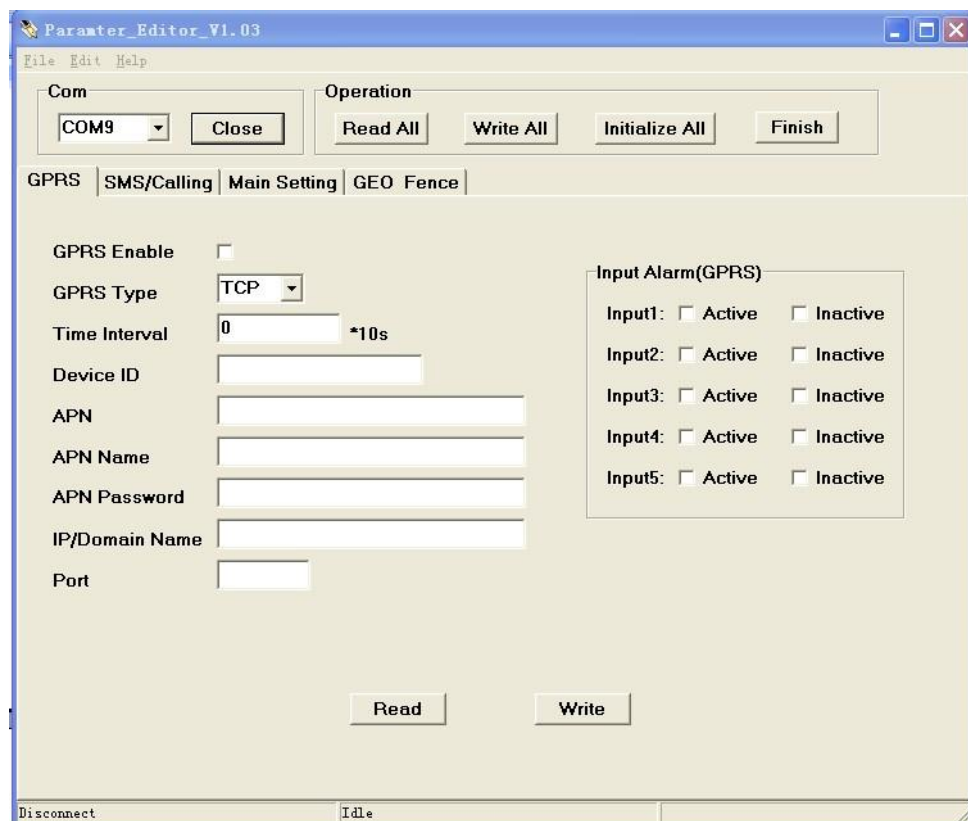 Paramter_Editor_V1.03
File Edit Help
Com Operation
COM9 Close Read All Write All Initialize All Finish
GPRS SMS/Calling Main Setting GEO Fence
GPRS Enable
GPRS Type TCP
Time Interval 0 *10s
Device ID
APN
APN Name
APN Password
IP/Domain Name
Port
Input Alarm(GPRS)
Input1: Active Inactive
Input2: Active Inactive
Input3: Active Inactive
Input4: Active Inactive
Input5: Active Inactive
Read Write
Disconnect Idle